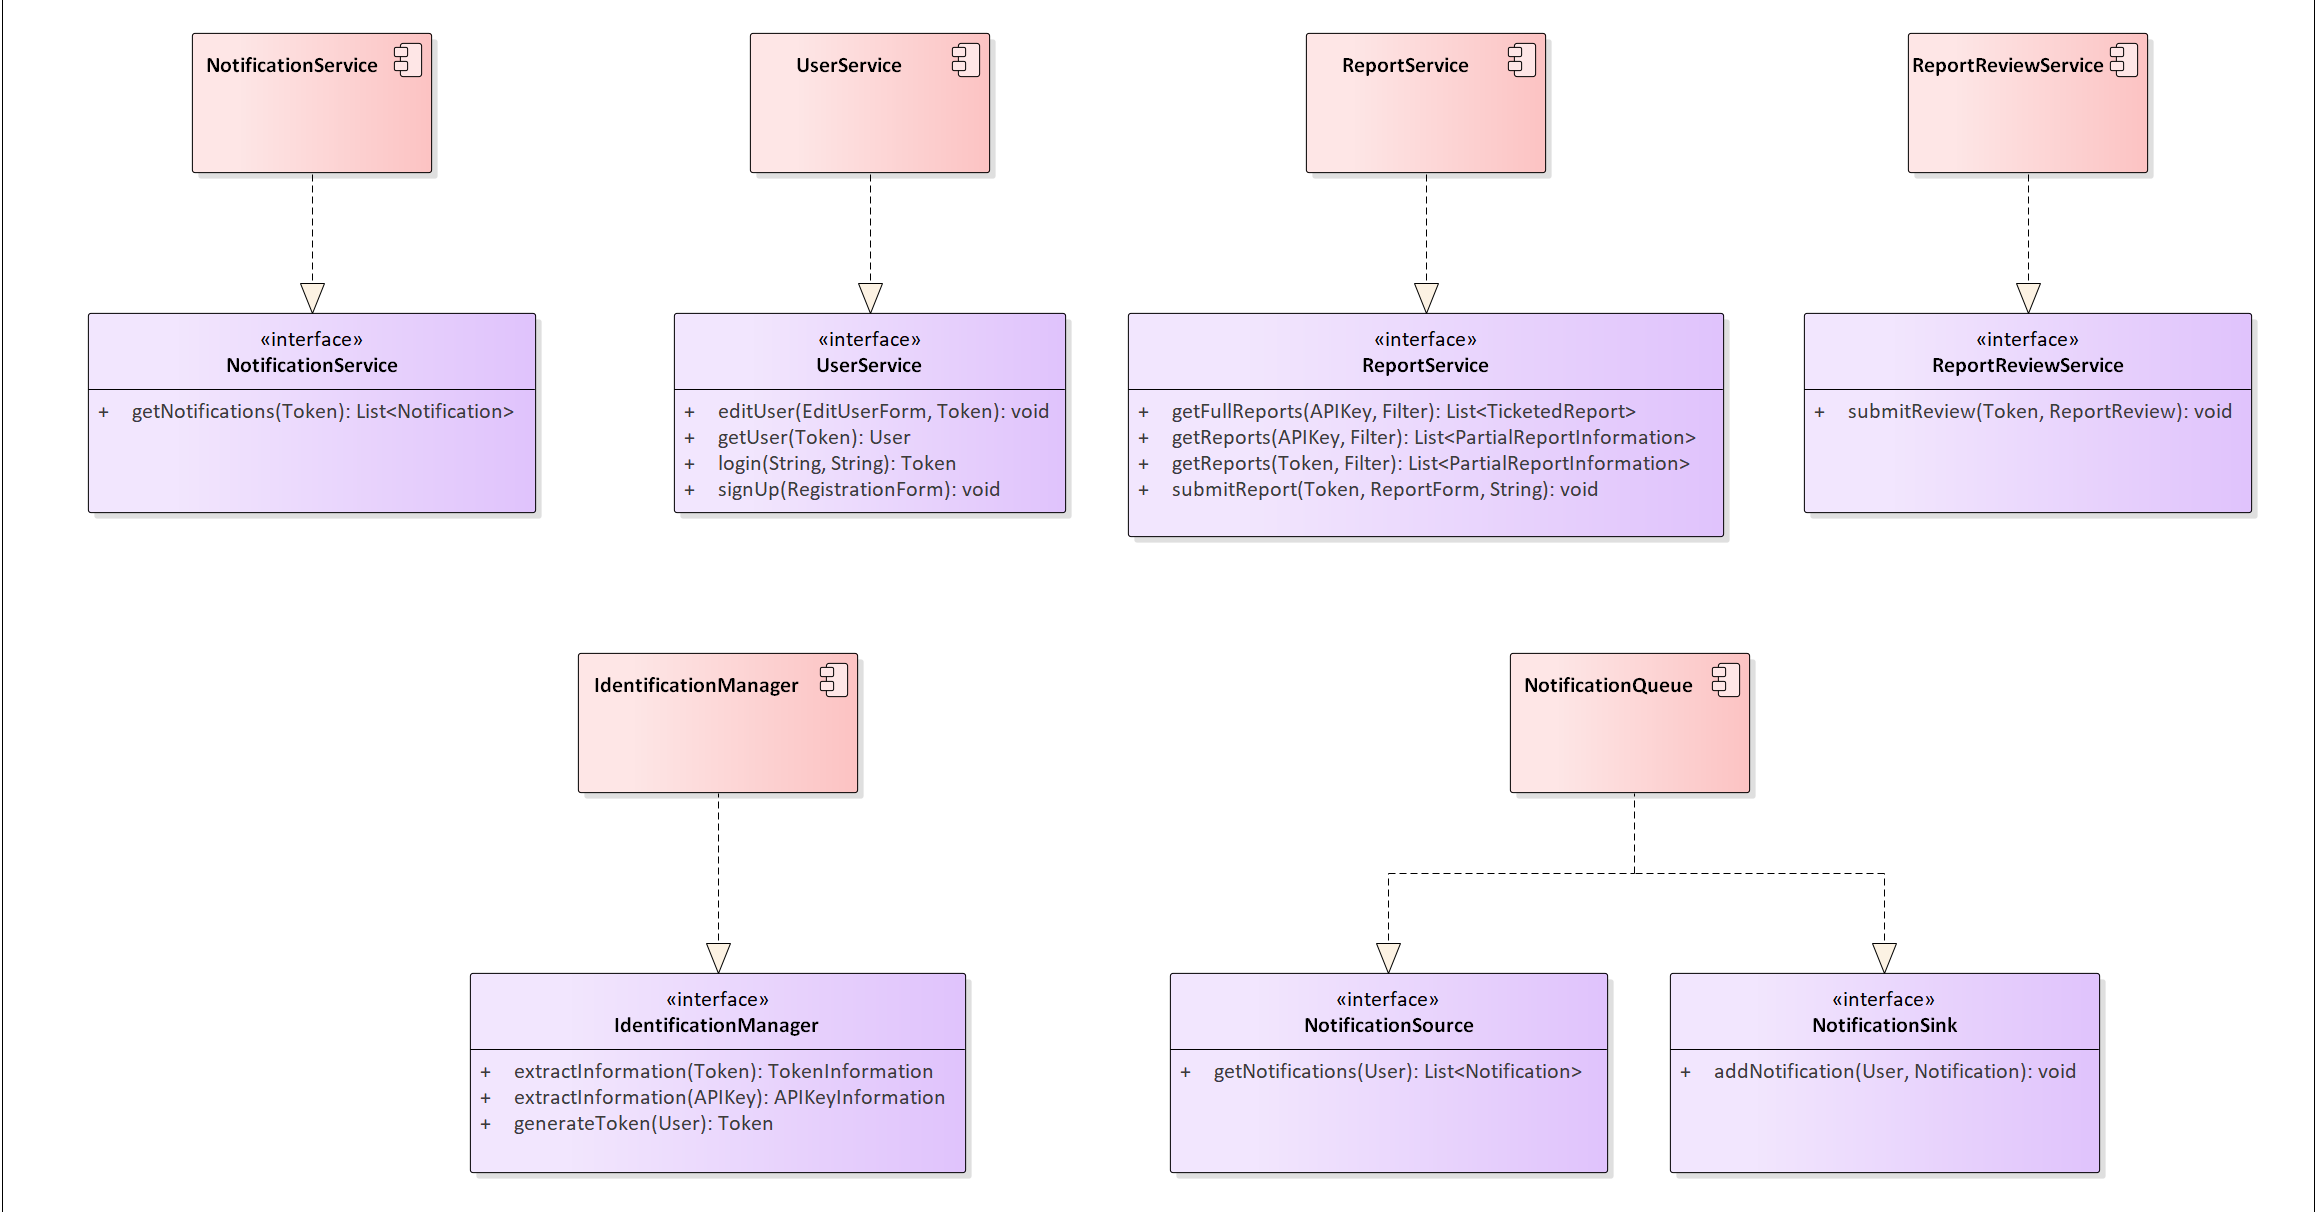 NotificationService
UserService
ReportService
ReportReviewService
«interface»
NotificationService
+ getNotifications(Token): List<Notification>
«interface»
UserService
+ editUser(EditUserForm, Token): void
+ getUser(Token): User
+ login(String, String): Token
+ signUp(RegistrationForm): void
«interface»
ReportService
+ getFullReports(APIKey, Filter): List<TicketedReport>
+ getReports(APIKey, Filter): List<PartialReportInformation>
+ getReports(Token, Filter): List<PartialReportInformation>
+ submitReport(Token, ReportForm, String): void
«interface»
ReportReviewService
+ submitReview(Token, ReportReview): void
IdentificationManager
NotificationQueue
«interface»
IdentificationManager
+ extractInformation(Token): TokenInformation
+ extractInformation(APIKey): APIKeyInformation
+ generateToken(User): Token
«interface»
NotificationSource
+ getNotifications(User): List<Notification>
«interface»
NotificationSink
+ addNotification(User, Notification): void